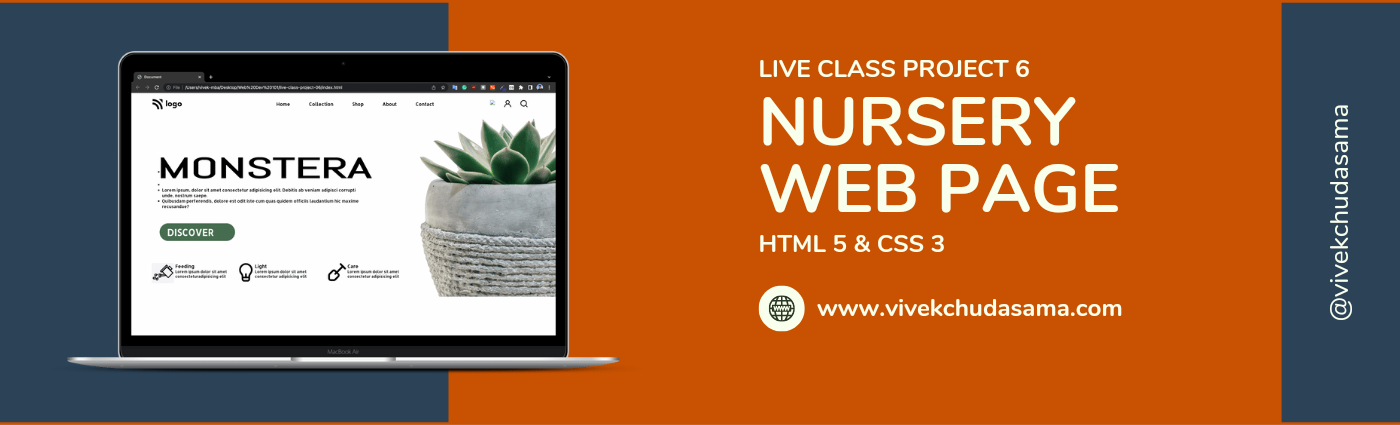 Document
File
/Users/vivek-mba/Desktop/Web%20Dev%20101/live-class-project-06/index.html
logo
Home Collection Shop About Contact
MONSTERA
Lorem ipsum, dolor sit amet consectetur adipisicing elit. Debitis ab veniam adipisci corrupti
unde, nostrum saepe.
Quibusdam perferendis, dolore est odit iste cum quas quidem officiis laudantium hic maxime
recusandae?
DISCOVER
Feeding
Lorem ipsum dolor sit amet
consecteturadipisicing elit
Light
Lorem ipsum dolor sit amet
consectetur adipisicing elit
Care
Lorem ipsum dolor sit amet
consectetur adipisicing elit
MacBook Air
LIVE CLASS PROJECT 6
NURSERY
WEB PAGE
HTML 5 & CSS 3
WWW
www.vivekchudasama.com
@vivekchudasama